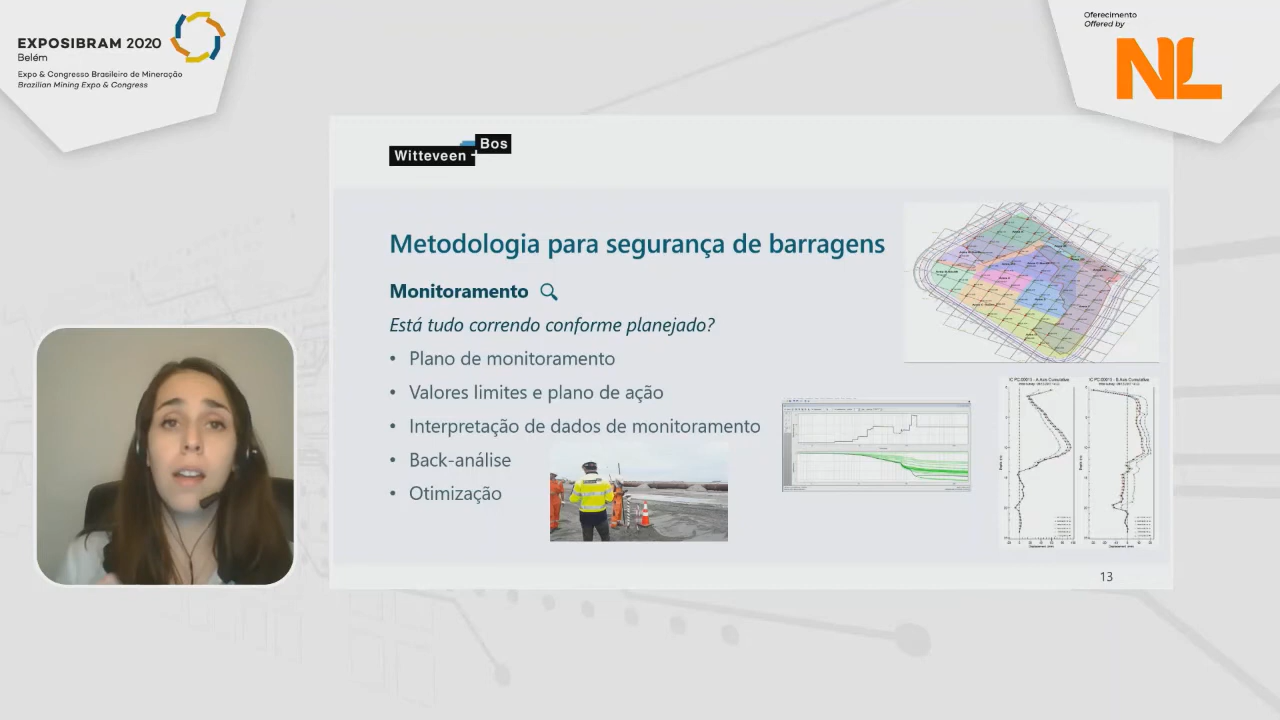 EXPOSIBRAM 2020
Belém
Expo & Congresso Brasileiro de Mineração
Brazilian Mining Expo & Congress
Oferecimento
Offered by
NL
Witteveen + Bos
Metodologia para segurança de barragens
Monitoramento
Está tudo correndo conforme planejado?
• Plano de monitoramento
• Valores limites e plano de ação
• Interpretação de dados de monitoramento
• Back-análise
• Otimização
13